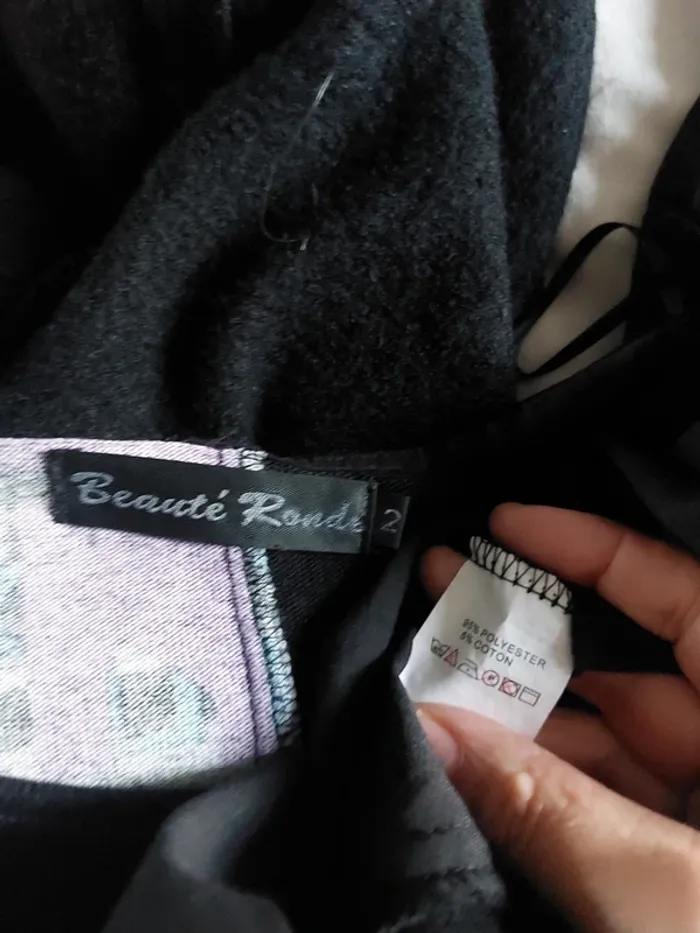 Beauté Ronde
2
95% POLYESTER
5% COTON